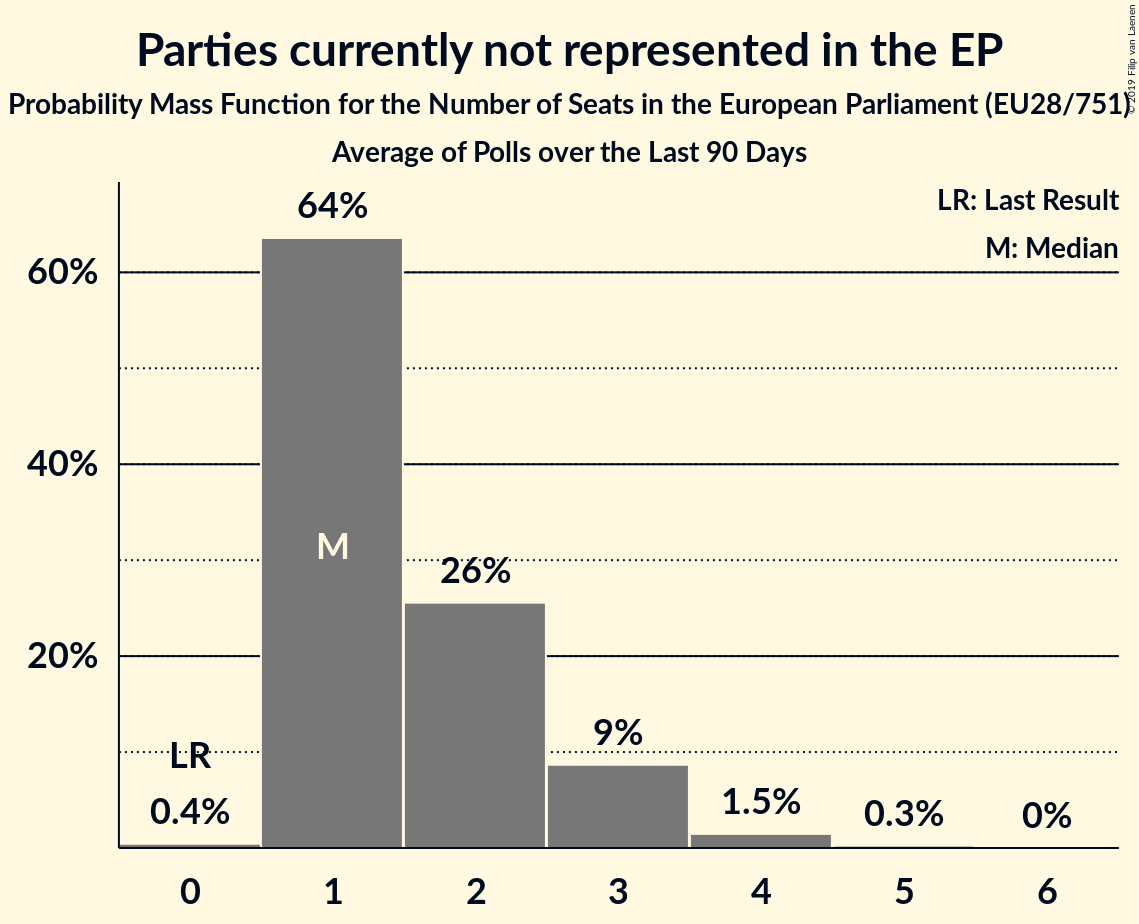 Parties currently not represented in the EP
Probability Mass Function for the Number of Seats in the European Parliament (EU28/751)
Average of Polls over the Last 90 Days
© 2019 Filip van Laenen
LR: Last Result
M: Median
64%
60%
40%
M
26%
20%
9%
LR
0.4%
1.5%
0.3%
0%
0 1 2 3 4 5 6